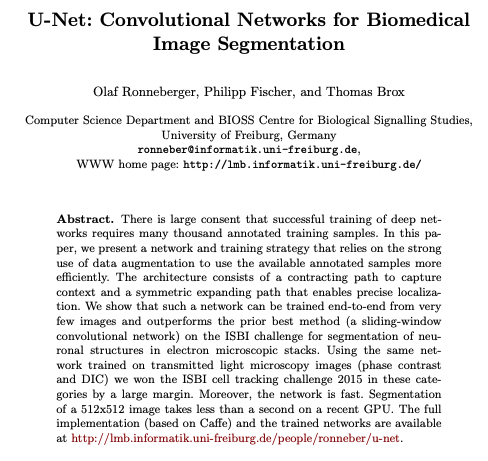 U-Net: Convolutional Networks for Biomedical
Image Segmentation
Olaf Ronneberger, Philipp Fischer, and Thomas Brox
Computer Science Department and BIOSS Centre for Biological Signalling Studies,
University of Freiburg, Germany
ronneber@informatik.uni-freiburg.de,
WWW home page: http://lmb.informatik.uni-freiburg.de/
Abstract. There is large consent that successful training of deep net-
works requires many thousand annotated training samples. In this pa-
per, we present a network and training strategy that relies on the strong
use of data augmentation to use the available annotated samples more
efficiently. The architecture consists of a contracting path to capture
context and a symmetric expanding path that enables precise localiza-
tion. We show that such a network can be trained end-to-end from very
few images and outperforms the prior best method (a sliding-window
convolutional network) on the ISBI challenge for segmentation of neu-
ronal structures in electron microscopic stacks. Using the same net-
work trained on transmitted light microscopy images (phase contrast
and DIC) we won the ISBI cell tracking challenge 2015 in these cate-
gories by a large margin. Moreover, the network is fast. Segmentation
of a 512x512 image takes less than a second on a recent GPU. The full
implementation (based on Caffe) and the trained networks are available
at http://lmb.informatik.uni-freiburg.de/people/ronneber/u-net.